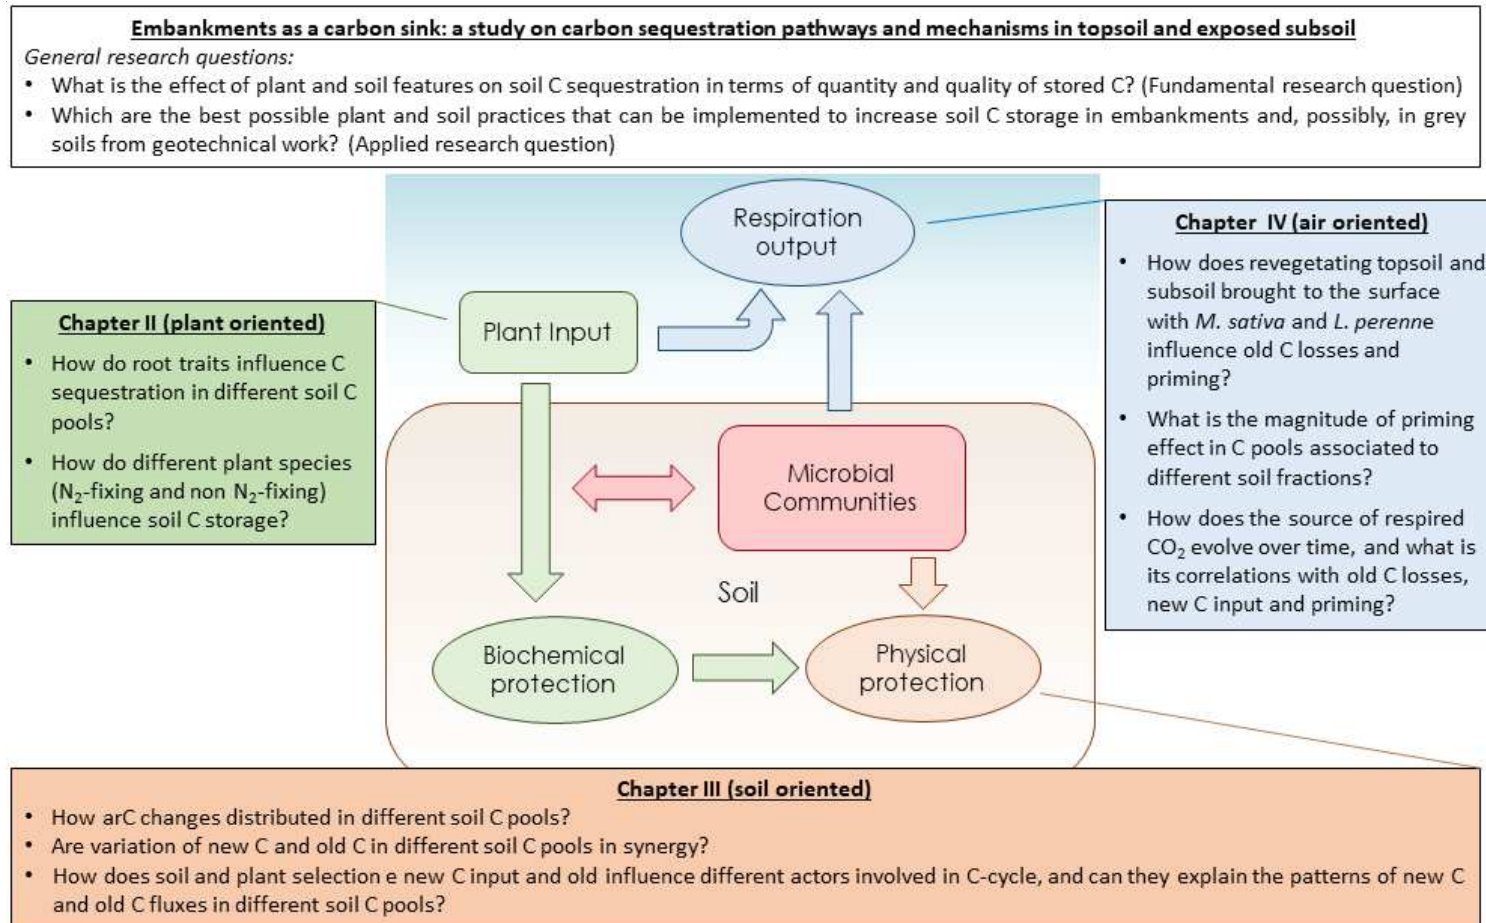 Embankments as a carbon sink: a study on carbon sequestration pathways and mechanisms in topsoil and exposed subsoil
General research questions:
• What is the effect of plant and soil features on soil C sequestration in terms of quantity and quality of stored C? (Fundamental research question)
• Which are the best possible plant and soil practices that can be implemented to increase soil C storage in embankments and, possibly, in grey
soils from geotechnical work? (Applied research question)
Respiration
output
Plant Input
Microbial
Communities
Soil
Biochemical
protection
Physical
protection
Chapter II (plant oriented)
• How do root traits influence C
sequestration in different soil C
pools?
• How do different plant species
(N₂-fixing and non N₂-fixing)
influence soil C storage?
Chapter IV (air oriented)
• How does revegetating topsoil and
subsoil brought to the surface
with M. sativa and L. perenne
influence old C losses and
priming?
• What is the magnitude of priming
effect in C pools associated to
different soil fractions?
• How does the source of respired
CO₂ evolve over time, and what is
its correlations with old C losses,
new C input and priming?
Chapter III (soil oriented)
• How arC changes distributed in different soil C pools?
• Are variation of new C and old C in different soil C pools in synergy?
• How does soil and plant selection e new C input and old influence different actors involved in C-cycle, and can they explain the patterns of new C
and old C fluxes in different soil C pools?